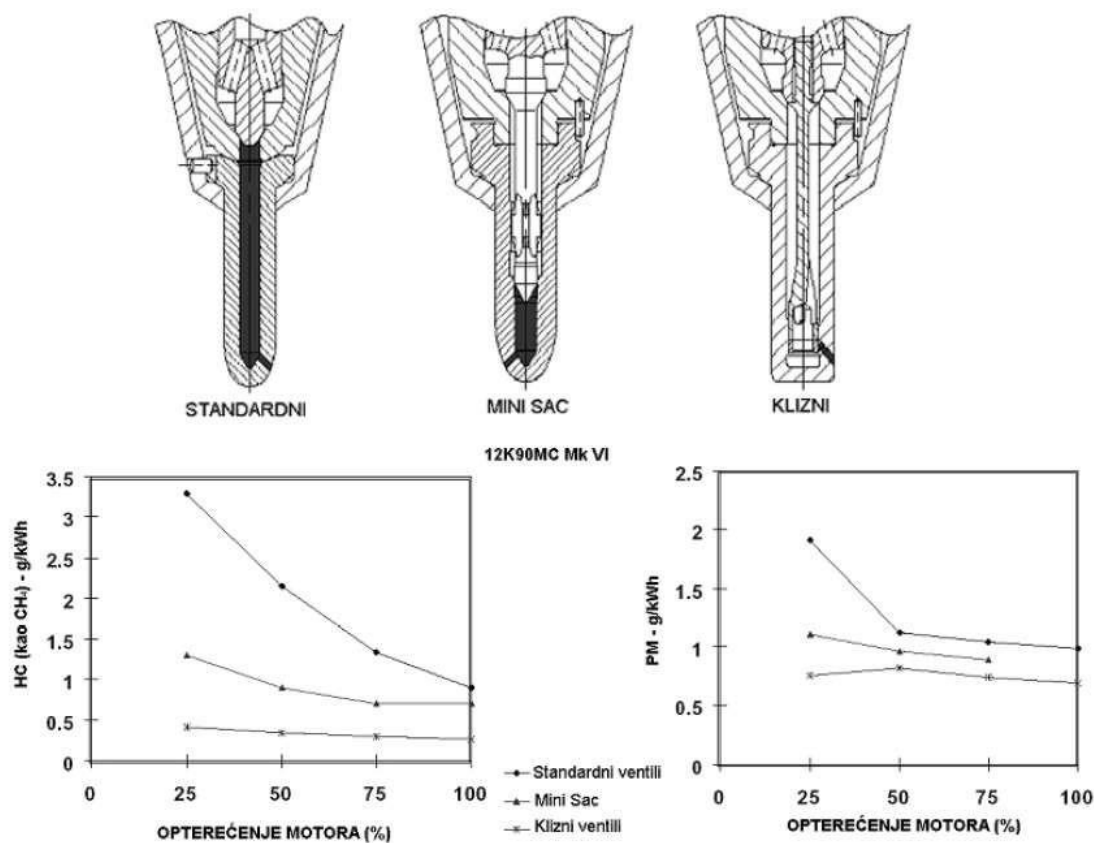 STANDARDNI
MINI SAC
KLIZNI
12K90MC Mk VI
HC (kao CH4) - g/kWh
3.5
3
2.5
2
1.5
1
0.5
0
0
25
50
75
100
OPTEREĆENJE MOTORA (%)
Standardni ventili
Mini Sac
Klizni ventili
PM - g/kWh
2.5
2
1.5
1
0.5
0
0
25
50
75
100
OPTEREĆENJE MOTORA (%)